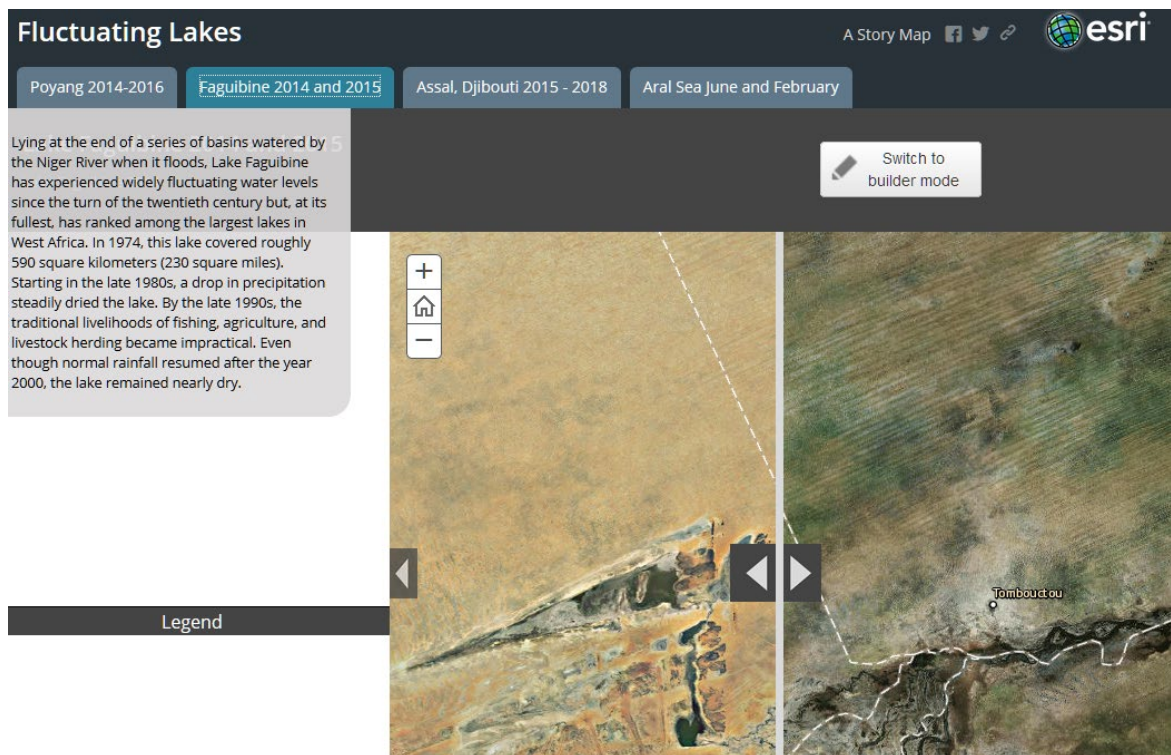 Fluctuating Lakes
A Story Map
esri
Poyang 2014-2016
Faguibine 2014 and 2015
Assal, Djibouti 2015 - 2018
Aral Sea June and February
Lying at the end of a series of basins watered by
the Niger River when it floods, Lake Faguibine
has experienced widely fluctuating water levels
since the turn of the twentieth century but, at its
fullest, has ranked among the largest lakes in
West Africa. In 1974, this lake covered roughly
590 square kilometers (230 square miles).
Starting in the late 1980s, a drop in precipitation
steadily dried the lake. By the late 1990s, the
traditional livelihoods of fishing, agriculture, and
livestock herding became impractical. Even
though normal rainfall resumed after the year
2000, the lake remained nearly dry.
Switch to
builder mode
Tombouctou
Legend